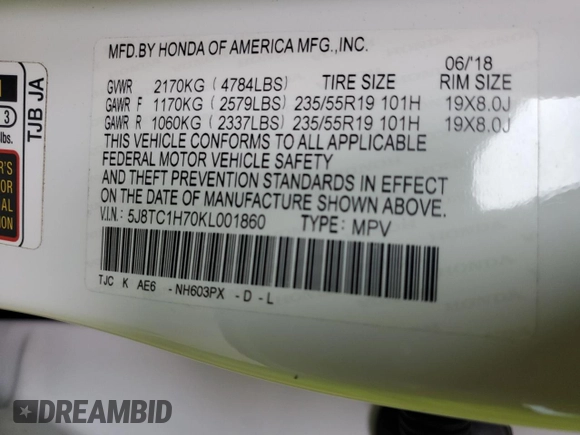 MFD.BY HONDA OF AMERICA MFG.,INC.
06/'18
GVWR 2170KG ( 4784LBS) TIRE SIZE RIM SIZE
GAWR F 1170KG ( 2579LBS) 235/55R19 101H 19X8.0J
GAWR R 1060KG ( 2337LBS) 235/55R19 101H 19X8.0J
THIS VEHICLE CONFORMS TO ALL APPLICABLE
FEDERAL MOTOR VEHICLE SAFETY
AND THEFT PREVENTION STANDARDS IN EFFECT
ON THE DATE OF MANUFACTURE SHOWN ABOVE.
V.I.N.: 5J8TC1H70KL001860 TYPE: MPV
TJC K AE6 -NH603PX -D-L
TJB JA
3
lbs.
DREAMBID